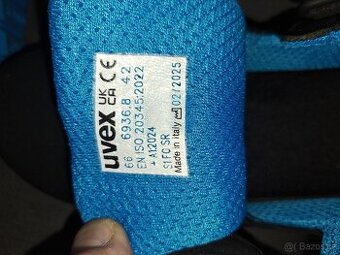 uvex UK CA CE
66 6936.8 42
EN ISO 20345:2022
+A1:2024
S1 FO SR
Made in Italy 02/2025
© Bazos